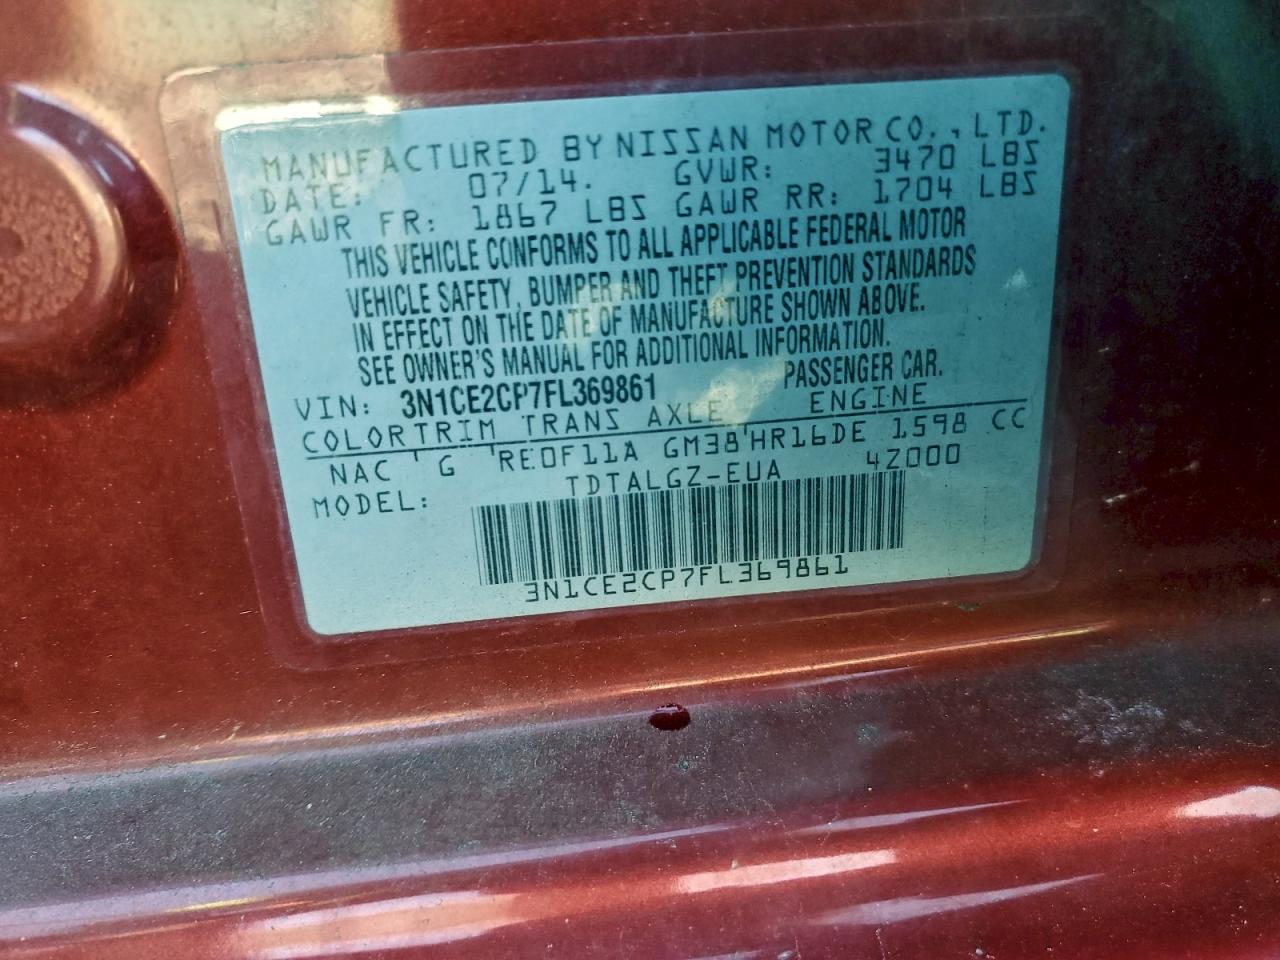 MANUFACTURED BY NISSAN MOTOR CO., LTD.
DATE: 07/14. GVWR: 3470 LBS
GAWR FR: 1867 LBS GAWR RR: 1704 LBS
THIS VEHICLE CONFORMS TO ALL APPLICABLE FEDERAL MOTOR
VEHICLE SAFETY, BUMPER AND THEFT PREVENTION STANDARDS
IN EFFECT ON THE DATE OF MANUFACTURE SHOWN ABOVE.
SEE OWNER'S MANUAL FOR ADDITIONAL INFORMATION.
VIN: 3N1CE2CP7FL369861 PASSENGER CAR.
COLOR TRIM TRANS AXLE ENGINE
NAC G RE0F11A GM38 HR16DE 1598 CC
MODEL: TDTALGZ-EUA 42000
3N1CE2CP7FL369861